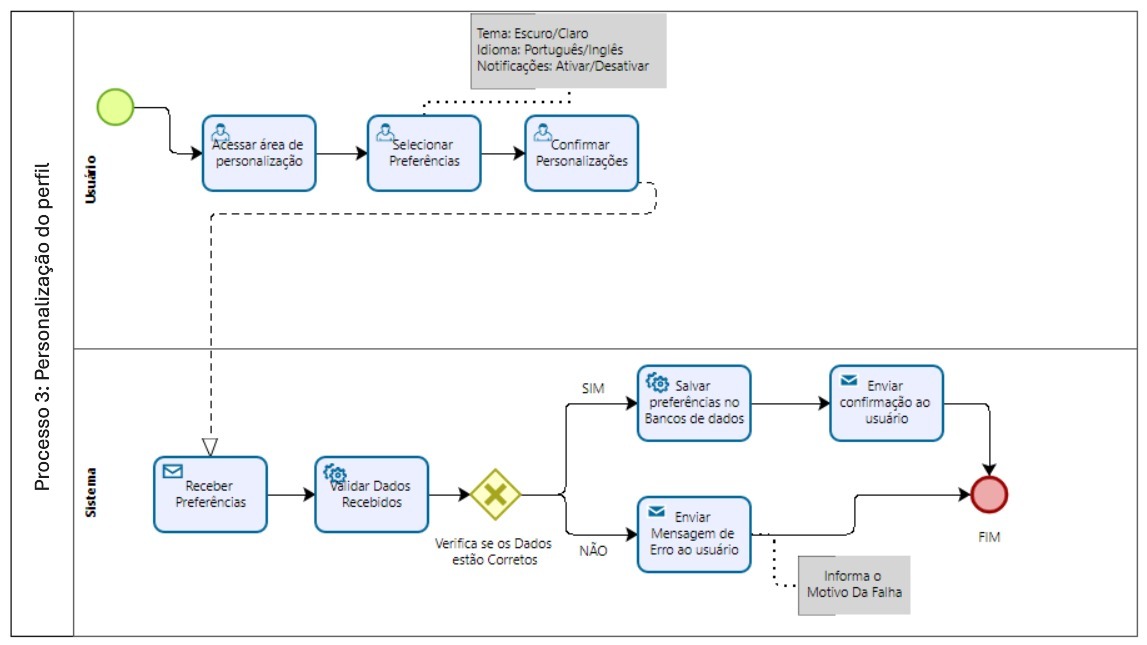 Processo 3: Personalização do perfil
Usuário
Tema: Escuro/Claro
Idioma: Português/Inglês
Notificações: Ativar/Desativar
Acessar área de
personalização
Selecionar
Preferências
Confirmar
Personalizações
Sistema
Receber
Preferências
Validar Dados
Recebidos
Verifica se os Dados
estão Corretos
SIM
Salvar
preferências no
Bancos de dados
Enviar
confirmação ao
usuário
NÃO
Enviar
Mensagem de
Erro ao usuário
Informa o
Motivo Da Falha
FIM